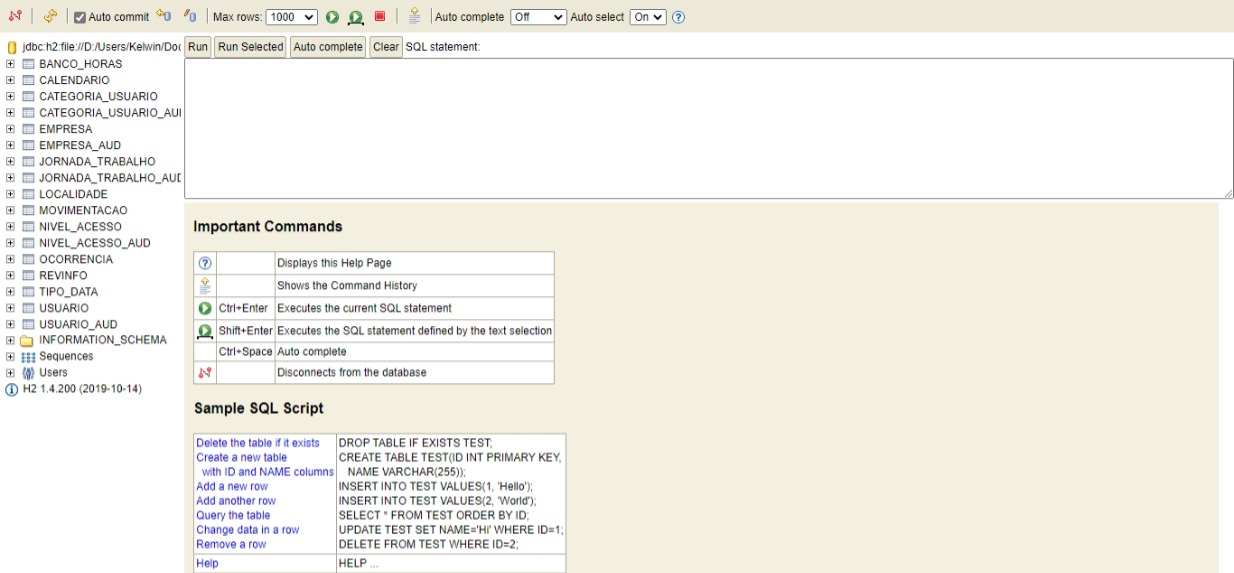 Auto commit Max rows: 1000 Auto complete Off Auto select On
jdbc:h2:file://D:/Users/Kelwin/Doc
Run Run Selected Auto complete Clear SQL statement:
BANCO_HORAS
CALENDARIO
CATEGORIA_USUARIO
CATEGORIA_USUARIO_AUI
EMPRESA
EMPRESA_AUD
JORNADA_TRABALHO
JORNADA_TRABALHO_AUD
LOCALIDADE
MOVIMENTACAO
NIVEL_ACESSO
NIVEL_ACESSO_AUD
OCORRENCIA
REVINFO
TIPO_DATA
USUARIO
USUARIO_AUD
INFORMATION_SCHEMA
Sequences
Users
H2 1.4.200 (2019-10-14)
Important Commands
Displays this Help Page
Shows the Command History
Ctrl+Enter Executes the current SQL statement
Shift+Enter Executes the SQL statement defined by the text selection
Ctrl+Space Auto complete
Disconnects from the database
Sample SQL Script
Delete the table if it exists DROP TABLE IF EXISTS TEST;
Create a new table CREATE TABLE TEST(ID INT PRIMARY KEY,
with ID and NAME columns NAME VARCHAR(255));
Add a new row INSERT INTO TEST VALUES(1, 'Hello');
Add another row INSERT INTO TEST VALUES(2, 'World');
Query the table SELECT * FROM TEST ORDER BY ID;
Change data in a row UPDATE TEST SET NAME='Hi' WHERE ID=1;
Remove a row DELETE FROM TEST WHERE ID=2;
Help HELP ...